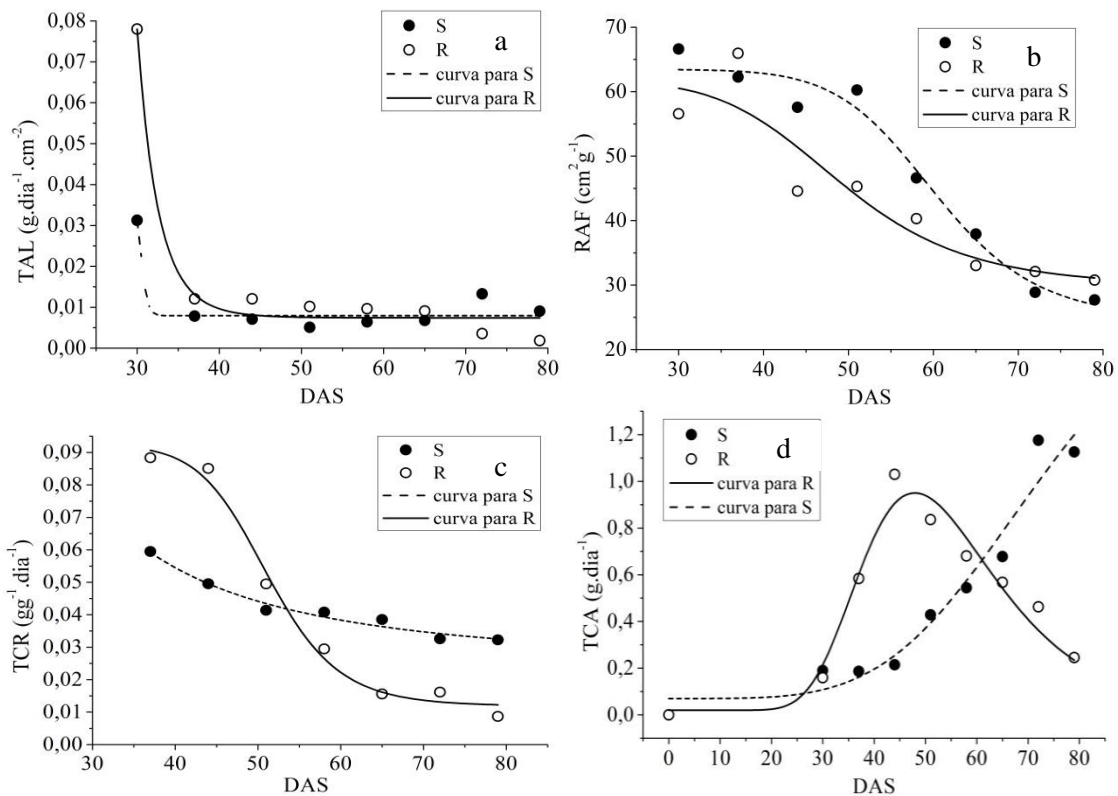 a
S
R
curva para S
curva para R
TAL (g.dia⁻¹.cm⁻²)
0,08
0,07
0,06
0,05
0,04
0,03
0,02
0,01
0,00
30 40 50 60 70 80
DAS
b
S
R
curva para S
curva para R
RAF (cm²g⁻¹)
70
60
50
40
30
20
30 40 50 60 70 80
DAS
c
S
R
curva para S
curva para R
TCR (gg⁻¹.dia⁻¹)
0,09
0,08
0,07
0,06
0,05
0,04
0,03
0,02
0,01
0,00
30 40 50 60 70 80
DAS
d
S
R
curva para R
curva para S
TCA (g.dia⁻¹)
1,2
1,0
0,8
0,6
0,4
0,2
0,0
0 10 20 30 40 50 60 70 80
DAS